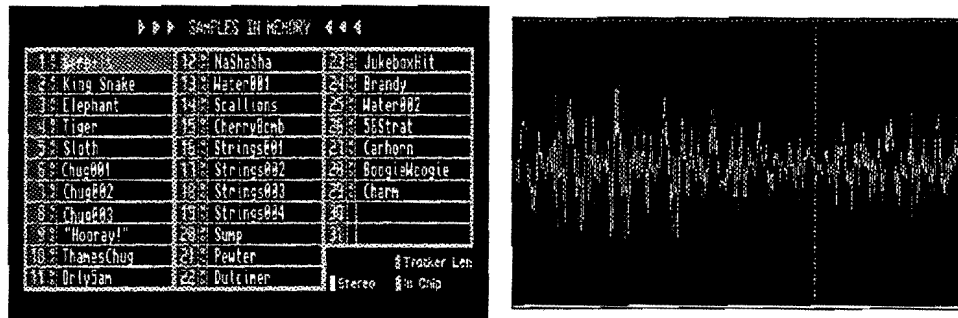 SAMPLES IN MEMORY
1
2 King Snake
3 Elephant
4 Tiger
5 Sloth
6 Chug001
7 Chug002
8 Chug003
9 "Hooray!"
10 ThamesChug
11 OrlySam
12 NaShaSha
13 Water001
14 Scallions
15 CherryBomb
16 Strings001
17 Strings002
18 Strings003
19 Strings004
20 Sump
21 Pewter
22 Dulcimer
23 JukeboxHit
24 Brandy
25 Water002
26 56Strat
27 Carhorn
28 BoogieWoogie
29 Charm
30
31
Tracker Len
Stereo
In Chip